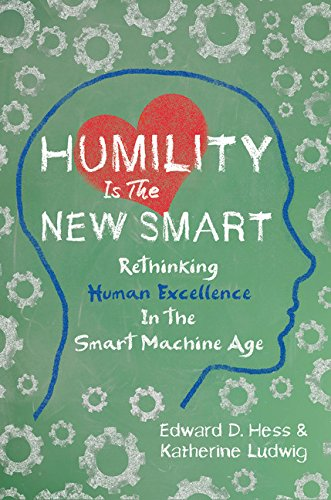 HUMILITY
Is The
NEW SMART
Rethinking
Human Excellence
In The
Smart Machine Age
Edward D. Hess &
Katherine Ludwig